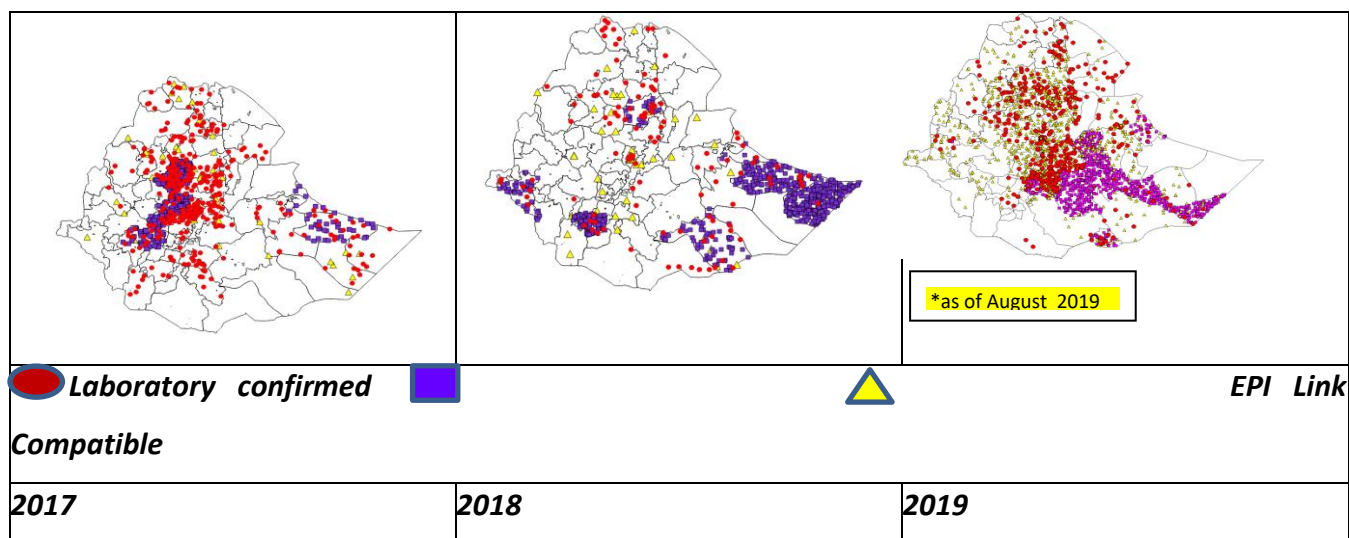 *as of August 2019
Laboratory confirmed EPI Link
Compatible
2017 2018 2019